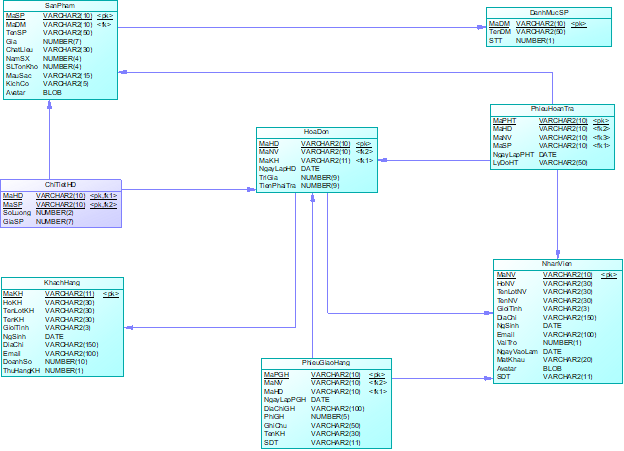 SanPham
MaSP VARCHAR2(10) <pk>
MaDM VARCHAR2(10) <fk>
TenSP VARCHAR2(50)
Gia NUMBER(7)
ChatLieu VARCHAR2(30)
NamSX NUMBER(4)
SLTonKho NUMBER(4)
MauSac VARCHAR2(15)
KichCo VARCHAR2(5)
Avatar BLOB
DanhMucSP
MaDM VARCHAR2(10) <pk>
TenDM VARCHAR2(50)
STT NUMBER(1)
PhieuHoanTra
MaPHT VARCHAR2(10) <pk>
MaHD VARCHAR2(10) <fk2>
MaNV VARCHAR2(10) <fk3>
MaSP VARCHAR2(10) <fk1>
NgayLapPHT DATE
LyDoHT VARCHAR2(50)
HoaDon
MaHD VARCHAR2(10) <pk>
MaNV VARCHAR2(10) <fk2>
MaKH VARCHAR2(11) <fk1>
NgayLapHD DATE
TriGia NUMBER(9)
TienPhaiTra NUMBER(9)
ChiTietHD
MaHD VARCHAR2(10) <pk,fk1>
MaSP VARCHAR2(10) <pk,fk2>
SoLuong NUMBER(2)
GiaSP NUMBER(7)
KhachHang
MaKH VARCHAR2(11) <pk>
HoKH VARCHAR2(30)
TenLotKH VARCHAR2(30)
TenKH VARCHAR2(30)
GioiTinh VARCHAR2(3)
NgSinh DATE
DiaChi VARCHAR2(150)
Email VARCHAR2(100)
DoanhSo NUMBER(10)
ThuHangKH NUMBER(1)
NhanVien
MaNV VARCHAR2(10) <pk>
HoNV VARCHAR2(30)
TenLotNV VARCHAR2(30)
TenNV VARCHAR2(30)
GioiTinh VARCHAR2(3)
DiaChi VARCHAR2(150)
NgSinh DATE
Email VARCHAR2(100)
VaiTro NUMBER(1)
NgayVaoLam DATE
MatKhau VARCHAR2(20)
Avatar BLOB
SDT VARCHAR2(11)
PhieuGiaoHang
MaPGH VARCHAR2(10) <pk>
MaNV VARCHAR2(10) <fk2>
MaHD VARCHAR2(10) <fk1>
NgayLapPGH DATE
DiaChiGH VARCHAR2(100)
PhiGH NUMBER(5)
GhiChu VARCHAR2(50)
TenKH VARCHAR2(30)
SDT VARCHAR2(11)